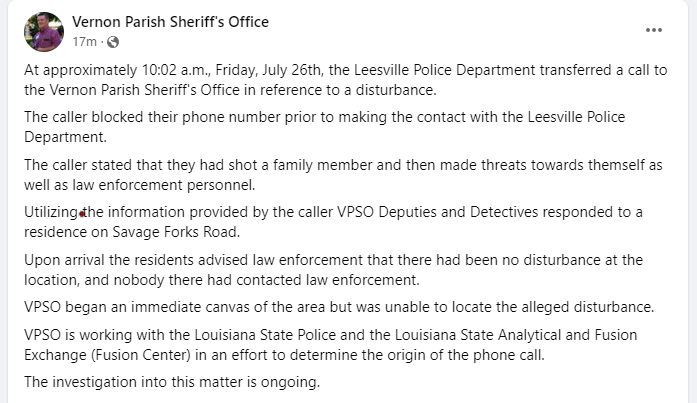 Vernon Parish Sheriff's Office
17m ·
At approximately 10:02 a.m., Friday, July 26th, the Leesville Police Department transferred a call to
the Vernon Parish Sheriff's Office in reference to a disturbance.
The caller blocked their phone number prior to making the contact with the Leesville Police
Department.
The caller stated that they had shot a family member and then made threats towards themself as
well as law enforcement personnel.
Utilizing the information provided by the caller VPSO Deputies and Detectives responded to a
residence on Savage Forks Road.
Upon arrival the residents advised law enforcement that there had been no disturbance at the
location, and nobody there had contacted law enforcement.
VPSO began an immediate canvas of the area but was unable to locate the alleged disturbance.
VPSO is working with the Louisiana State Police and the Louisiana State Analytical and Fusion
Exchange (Fusion Center) in an effort to determine the origin of the phone call.
The investigation into this matter is ongoing.